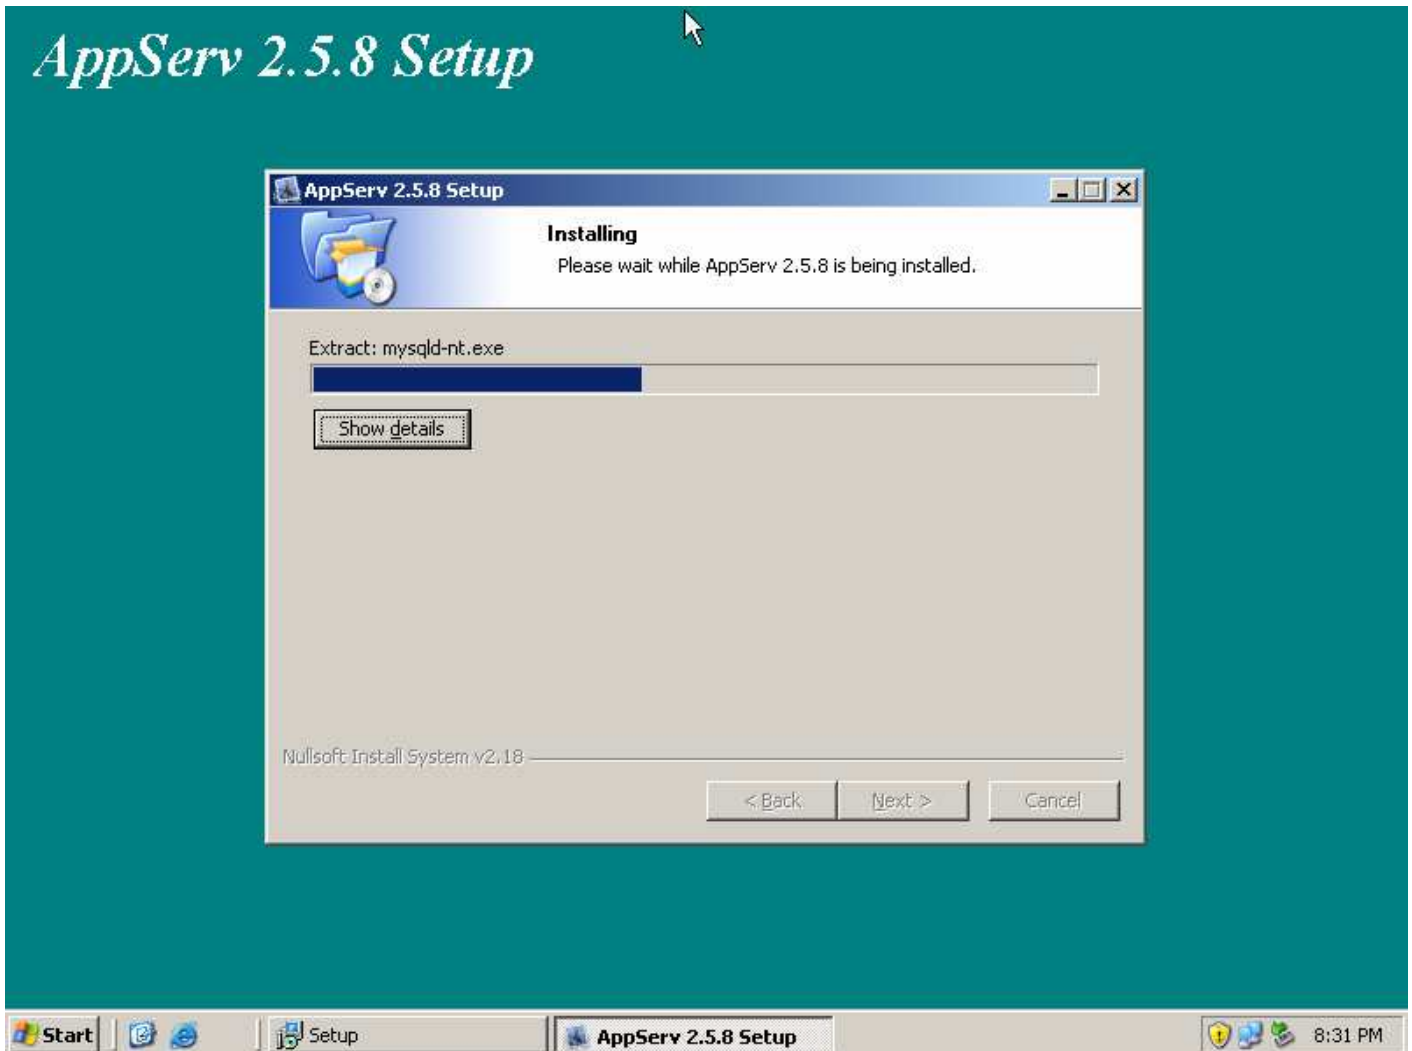 AppServ 2.5.8 Setup
AppServ 2.5.8 Setup
Installing
Please wait while AppServ 2.5.8 is being installed.
Extract: mysqld-nt.exe
Show details
Nullsoft Install System v2.18
< Back Next > Cancel
Start Setup AppServ 2.5.8 Setup 8:31 PM